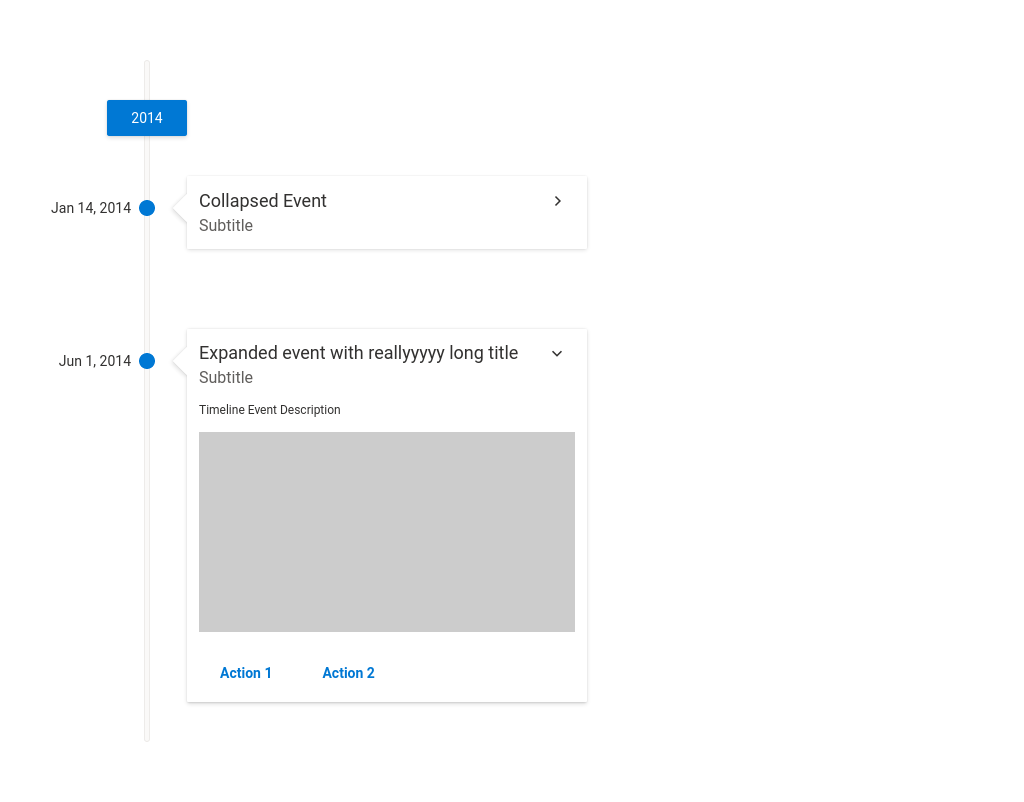 2014
Jan 14, 2014
Collapsed Event
Subtitle
Jun 1, 2014
Expanded event with reallyyyyy long title
Subtitle
Timeline Event Description
Action 1 Action 2